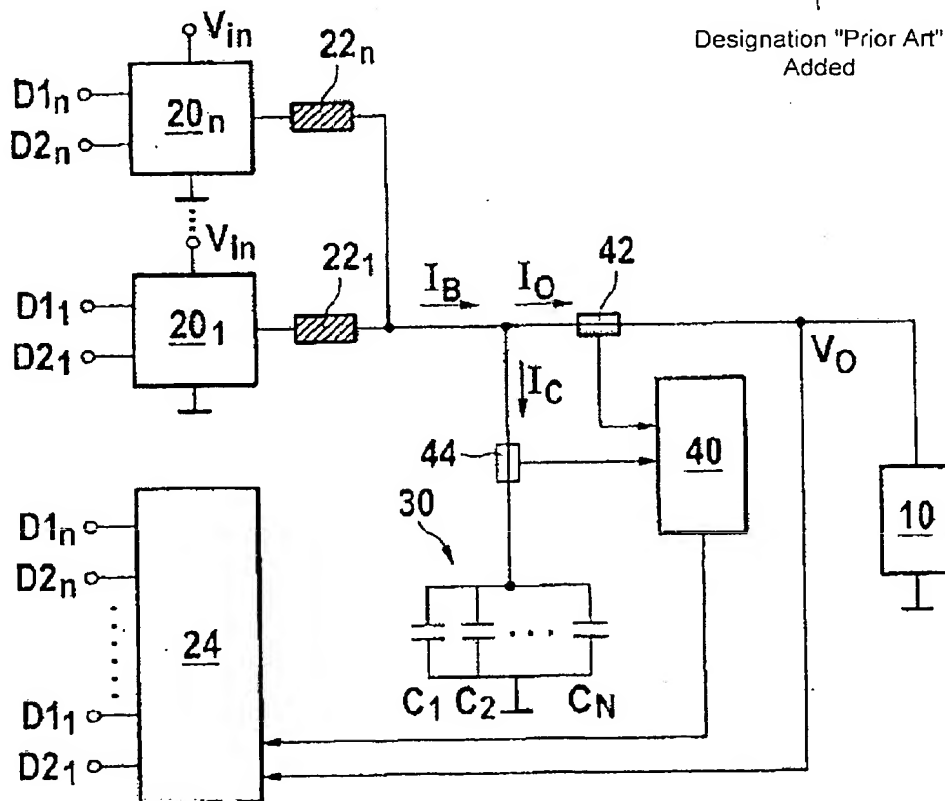 Designation "Prior Art"
Added
Vin
22n
D1n
20n
D2n
Vin
221
D11
201
D21
IB
IO
42
VO
IC
44
40
10
30
D1n
D2n
24
C1 C2 CN
D11
D21